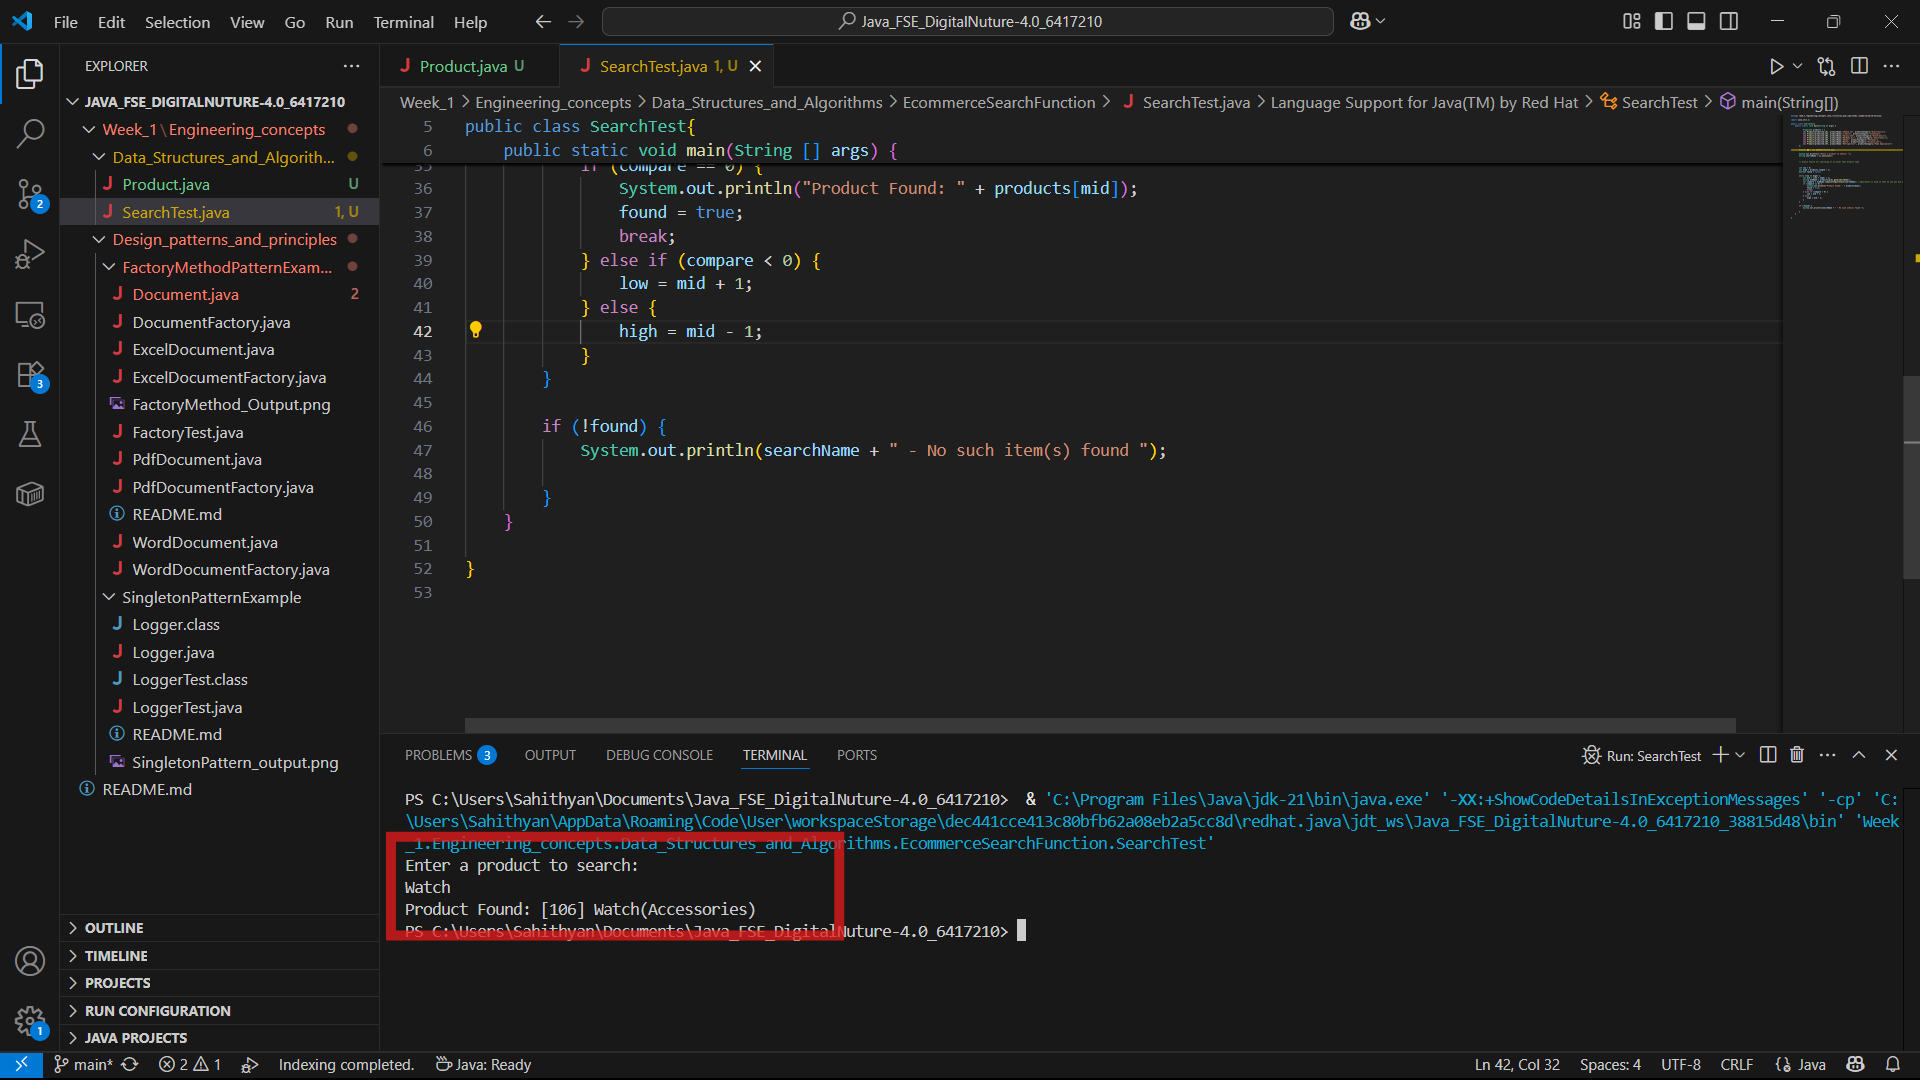 File Edit Selection View Go Run Terminal Help
Java_FSE_DigitalNuture-4.0_6417210
EXPLORER
JAVA_FSE_DIGITALNUTURE-4.0_6417210
Week_1\Engineering_concepts
Data_Structures_and_Algorith...
Product.java U
SearchTest.java 1, U
Design_patterns_and_principles
FactoryMethodPatternExam...
Document.java 2
DocumentFactory.java
ExcelDocument.java
ExcelDocumentFactory.java
FactoryMethod_Output.png
FactoryTest.java
PdfDocument.java
PdfDocumentFactory.java
README.md
WordDocument.java
WordDocumentFactory.java
SingletonPatternExample
Logger.class
Logger.java
LoggerTest.class
LoggerTest.java
README.md
SingletonPattern_output.png
README.md
OUTLINE
TIMELINE
PROJECTS
RUN CONFIGURATION
JAVA PROJECTS
2
3
1
Product.java U SearchTest.java 1, U
Week_1 > Engineering_concepts > Data_Structures_and_Algorithms > EcommerceSearchFunction > SearchTest.java > Language Support for Java(TM) by Red Hat > SearchTest > main(String[])
5 public class SearchTest{
6 public static void main(String [] args) {
35 if (compare == 0) {
36 System.out.println("Product Found: " + products[mid]);
37 found = true;
38 break;
39 } else if (compare < 0) {
40 low = mid + 1;
41 } else {
42 high = mid - 1;
43 }
44 }
45
46 if (!found) {
47 System.out.println(searchName + " - No such item(s) found ");
48
49 }
50 }
51
52 }
53
PROBLEMS 3 OUTPUT DEBUG CONSOLE TERMINAL PORTS
Run: SearchTest
PS C:\Users\Sahithyan\Documents\Java_FSE_DigitalNuture-4.0_6417210> & 'C:\Program Files\Java\jdk-21\bin\java.exe' '-XX:+ShowCodeDetailsInExceptionMessages' '-cp' 'C:
\Users\Sahithyan\AppData\Roaming\Code\User\workspaceStorage\dec441cce413c80bfb62a08eb2a5cc8d\redhat.java\jdt_ws\Java_FSE_DigitalNuture-4.0_6417210_38815d48\bin' 'Week
_1.Engineering_concepts.Data_Structures_and_Algorithms.EcommerceSearchFunction.SearchTest'
Enter a product to search:
Watch
Product Found: [106] Watch(Accessories)
PS C:\Users\Sahithyan\Documents\Java_FSE_DigitalNuture-4.0_6417210>
main* 2 1 Indexing completed. Java: Ready
Ln 42, Col 32 Spaces: 4 UTF-8 CRLF Java